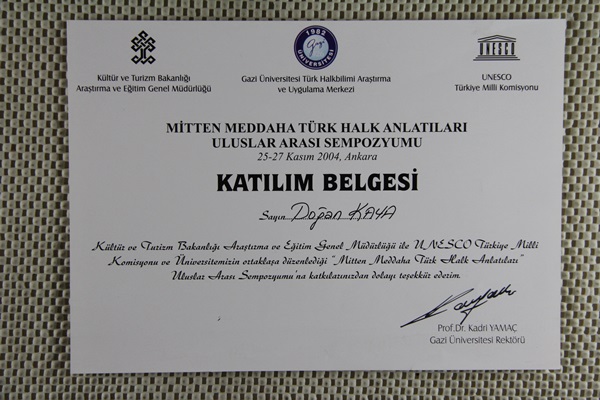 Kültür ve Turizm Bakanlığı
Araştırma ve Eğitim Genel Müdürlüğü
1982
Gazi
ÜNİVERSİTESİ
Gazi Üniversitesi Türk Halkbilimi Araştırma
ve Uygulama Merkezi
UNESCO
Türkiye Milli Komisyonu
MİTTEN MEDDAHA TÜRK HALK ANLATILARI
ULUSLAR ARASI SEMPOZYUMU
25-27 Kasım 2004, Ankara
KATILIM BELGESİ
Sayın Doğan KAYA
Kültür ve Turizm Bakanlığı Araştırma ve Eğitim Genel Müdürlüğü ile UNESCO Türkiye Milli
Komisyonu ve Üniversitemizin ortaklaşa düzenlediği "Mitten Meddaha Türk Halk Anlatıları"
Uluslar Arası Sempozyumu'na katkılarınızdan dolayı teşekkür ederim.
Prof.Dr. Kadri YAMAÇ
Gazi Üniversitesi Rektörü